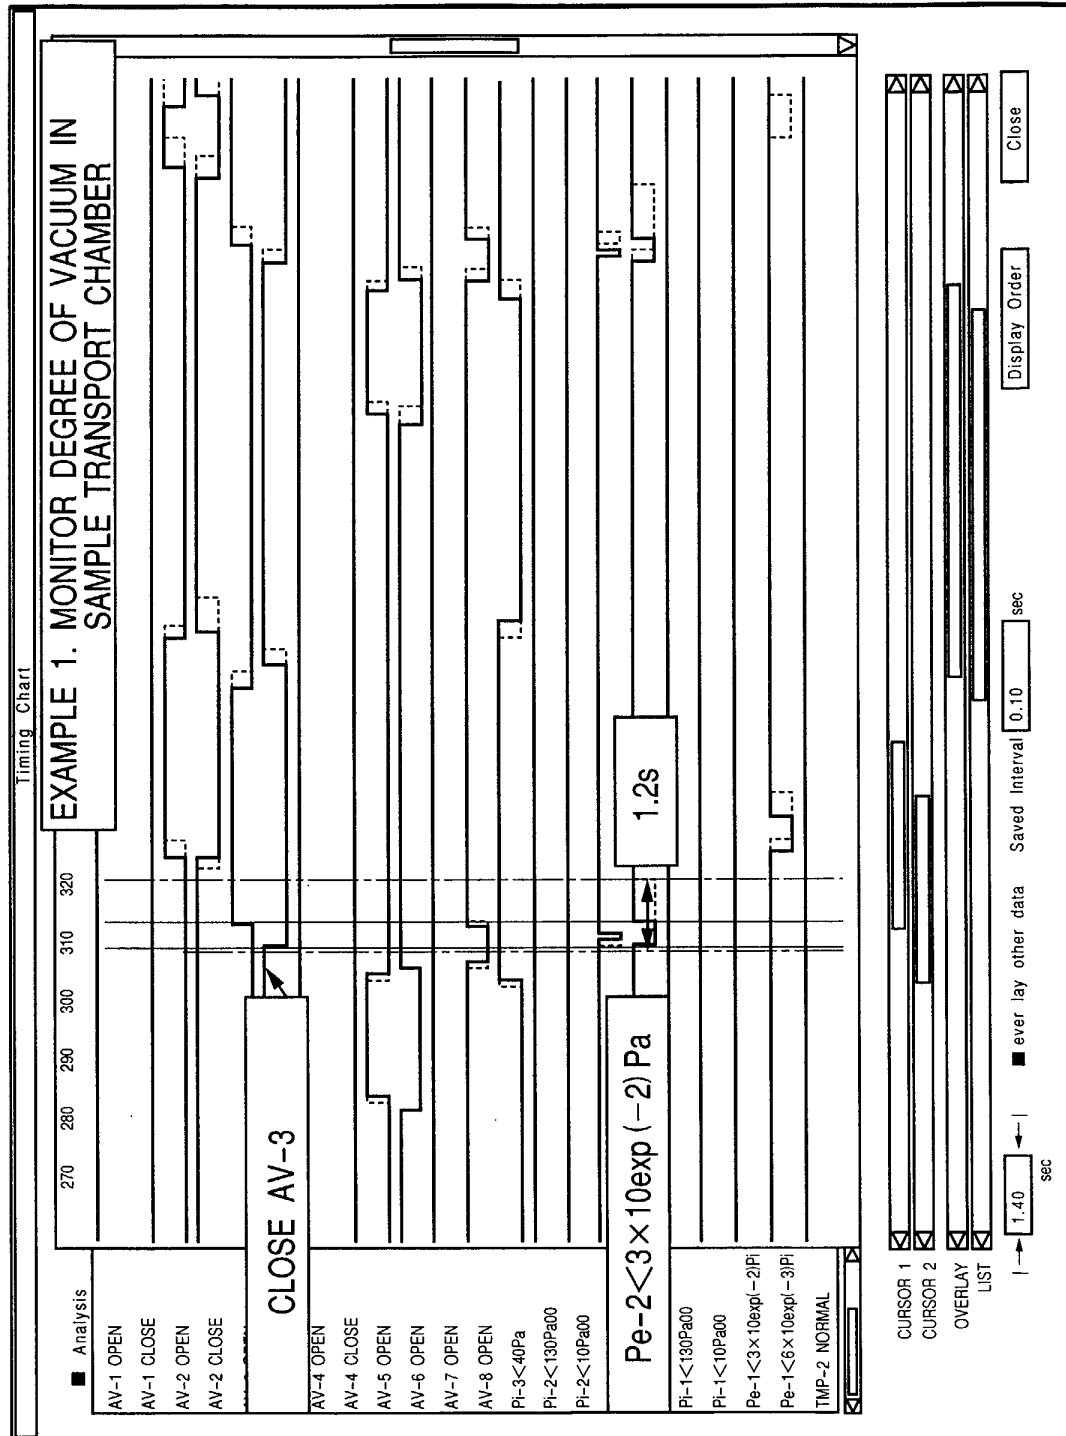 Timing Chart
EXAMPLE 1. MONITOR DEGREE OF VACUUM IN
SAMPLE TRANSPORT CHAMBER
■ Analysis
270 280 290 300 310 320
AV-1 OPEN
AV-1 CLOSE
AV-2 OPEN
AV-2 CLOSE
CLOSE AV-3
AV-4 OPEN
AV-4 CLOSE
AV-5 OPEN
AV-6 OPEN
AV-7 OPEN
AV-8 OPEN
Pi-3<40Pa
Pi-2<130Pa00
Pi-2<10Pa00
Pe-2<3×10exp(-2)Pa
1.2s
Pi-1<130Pa00
Pi-1<10Pa00
Pe-1<3×10exp(-2)Pi
Pe-1<6×10exp(-3)Pi
TMP-2 NORMAL
CURSOR 1
CURSOR 2
OVERLAY
LIST
1.40 sec
■ ever lay other data
Saved Interval 0.10 sec
Display Order
Close